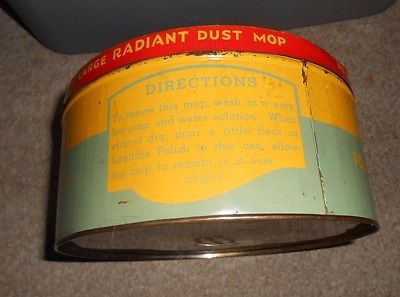 LARGE RADIANT DUST MOP
DIRECTIONS
To renew this mop, wash in a very
hot soap and water solution. When
almost dry, pour a little floor or
furniture Polish in this can, allow-
ing mop to remain in it over
night